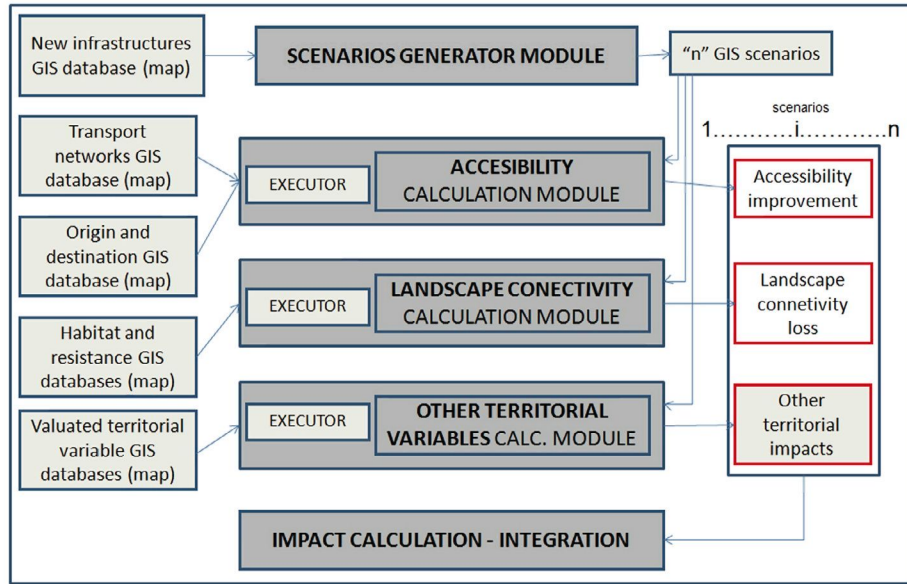 New infrastructures
GIS database (map)
SCENARIOS GENERATOR MODULE
“n” GIS scenarios
scenarios
1...........i............n
Transport
networks GIS
database (map)
Origin and
destination GIS
database (map)
EXECUTOR
ACCESIBILITY
CALCULATION MODULE
Accessibility
improvement
Habitat and
resistance GIS
databases (map)
EXECUTOR
LANDSCAPE CONECTIVITY
CALCULATION MODULE
Landscape
connetivity
loss
Valuated territorial
variable GIS
databases (map)
EXECUTOR
OTHER TERRITORIAL
VARIABLES CALC. MODULE
Other
territorial
impacts
IMPACT CALCULATION - INTEGRATION